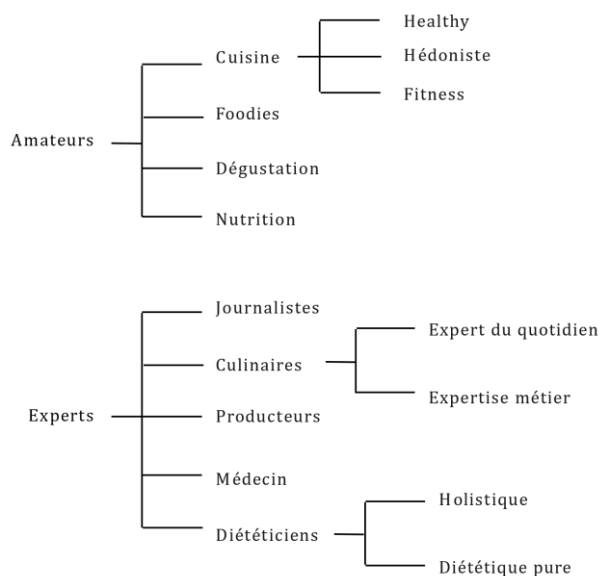 Amateurs
Cuisine
Healthy
Hédoniste
Fitness
Foodies
Dégustation
Nutrition
Experts
Journalistes
Culinaires
Expert du quotidien
Expertise métier
Producteurs
Médecin
Diététiciens
Holistique
Diététique pure